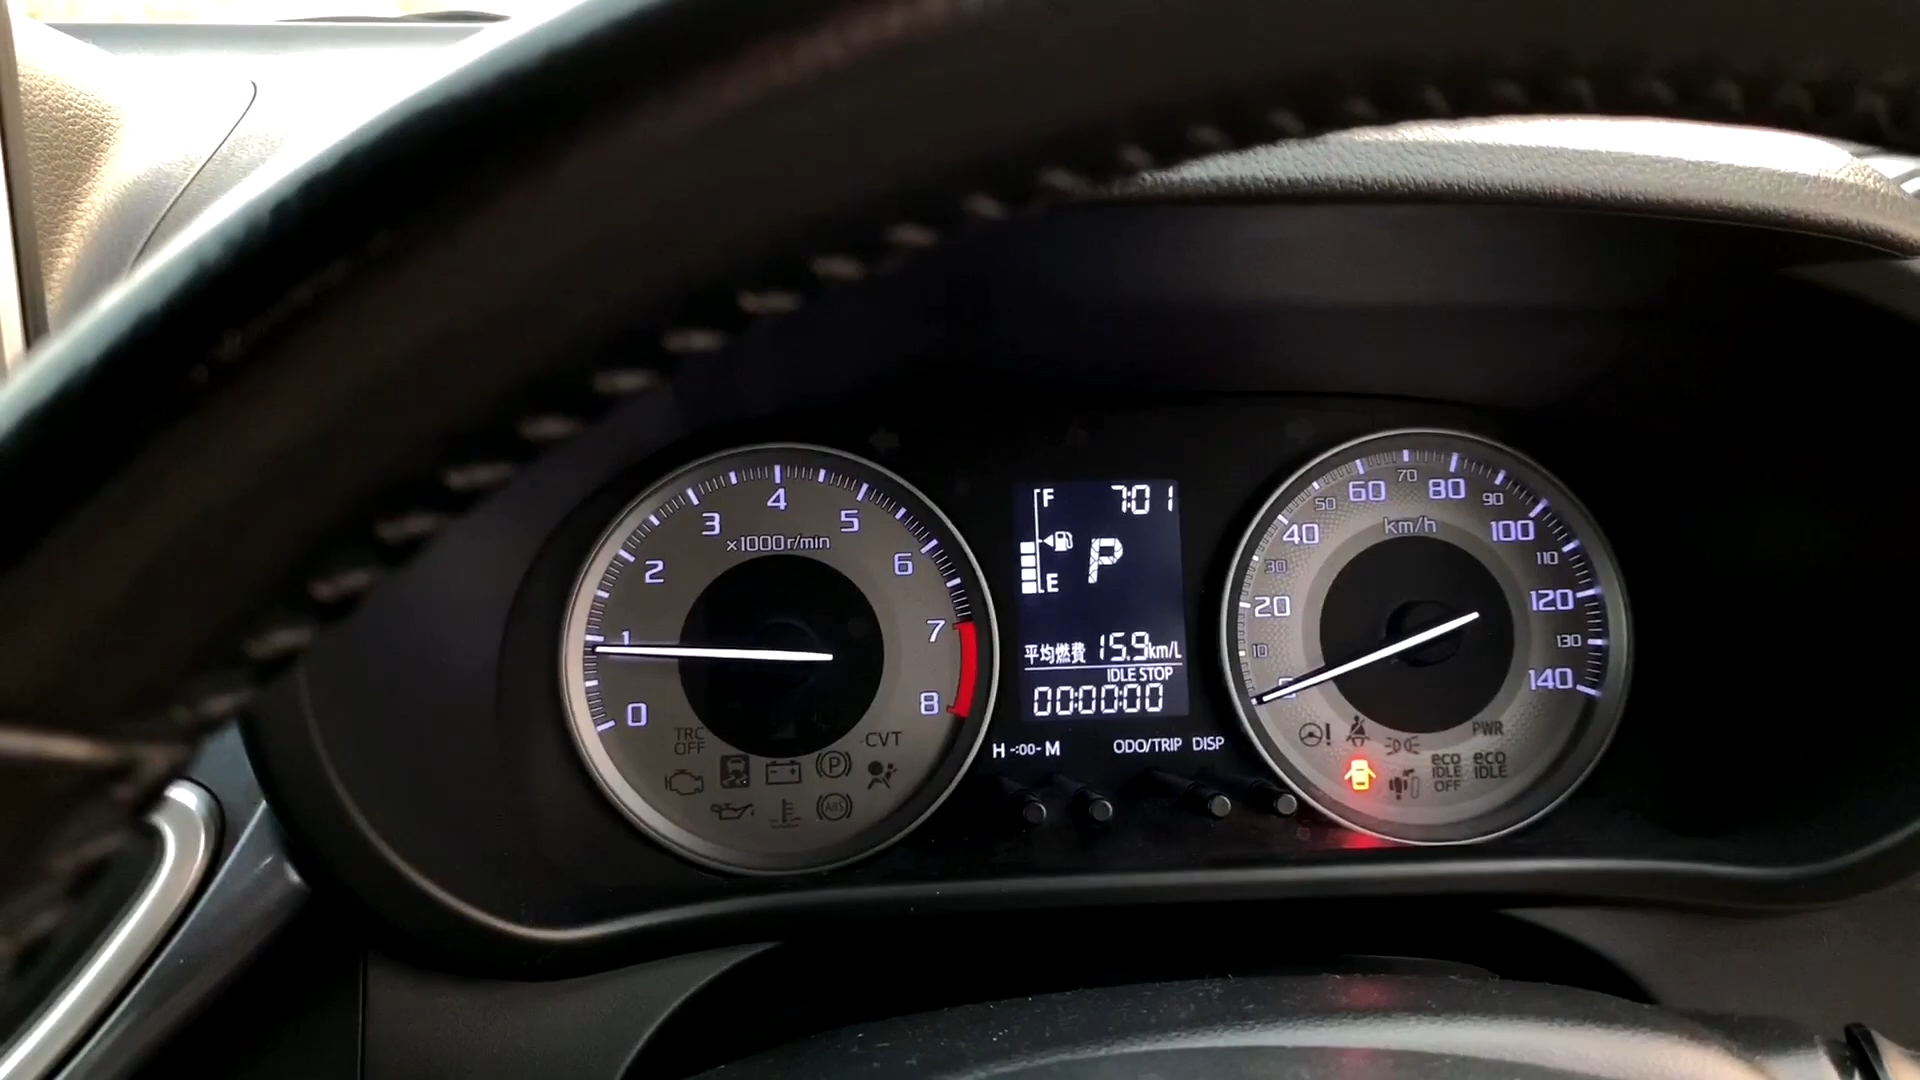 0 1 2 3 4 5 6 7 8
×1000r/min
TRC
OFF
CVT
P
ABS
F
7:01
P
E
平均燃費 15.9km/L
IDLE STOP
00:00:00
H -:00- M
ODO/TRIP
DISP
10 20 30 40 50 60 70 80 90 100 110 120 130 140
km/h
PWR
eco
IDLE
OFF
eco
IDLE